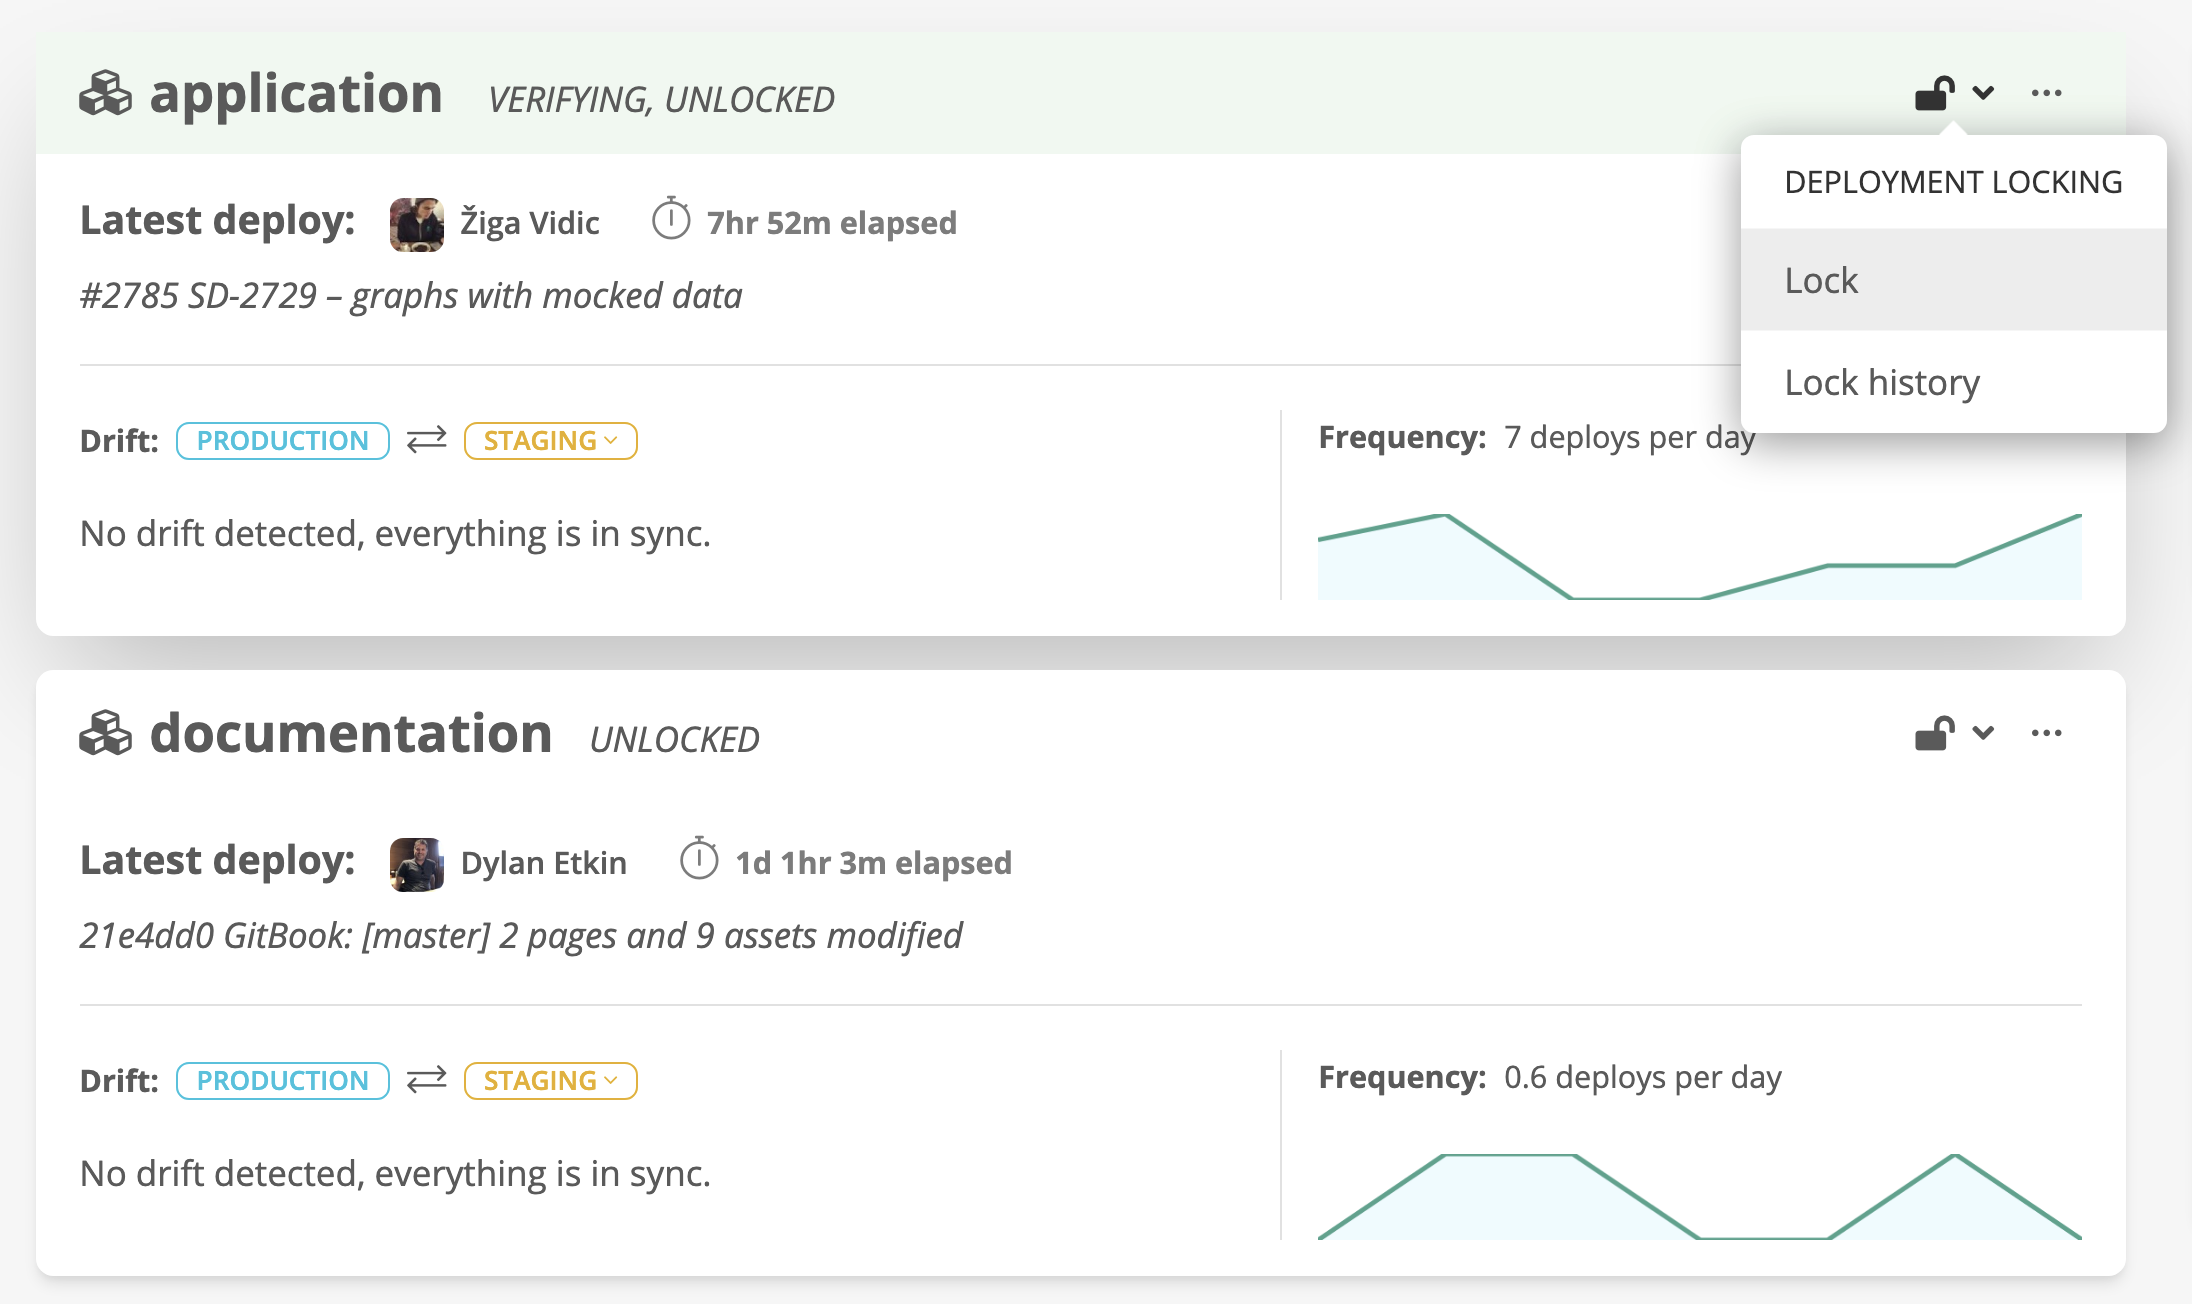 application VERIFYING, UNLOCKED
DEPLOYMENT LOCKING
Lock
Lock history
Latest deploy: Žiga Vidic 7hr 52m elapsed
#2785 SD-2729 – graphs with mocked data
Drift: PRODUCTION STAGING
Frequency: 7 deploys per day
No drift detected, everything is in sync.
documentation UNLOCKED
Latest deploy: Dylan Etkin 1d 1hr 3m elapsed
21e4dd0 GitBook: [master] 2 pages and 9 assets modified
Drift: PRODUCTION STAGING
Frequency: 0.6 deploys per day
No drift detected, everything is in sync.